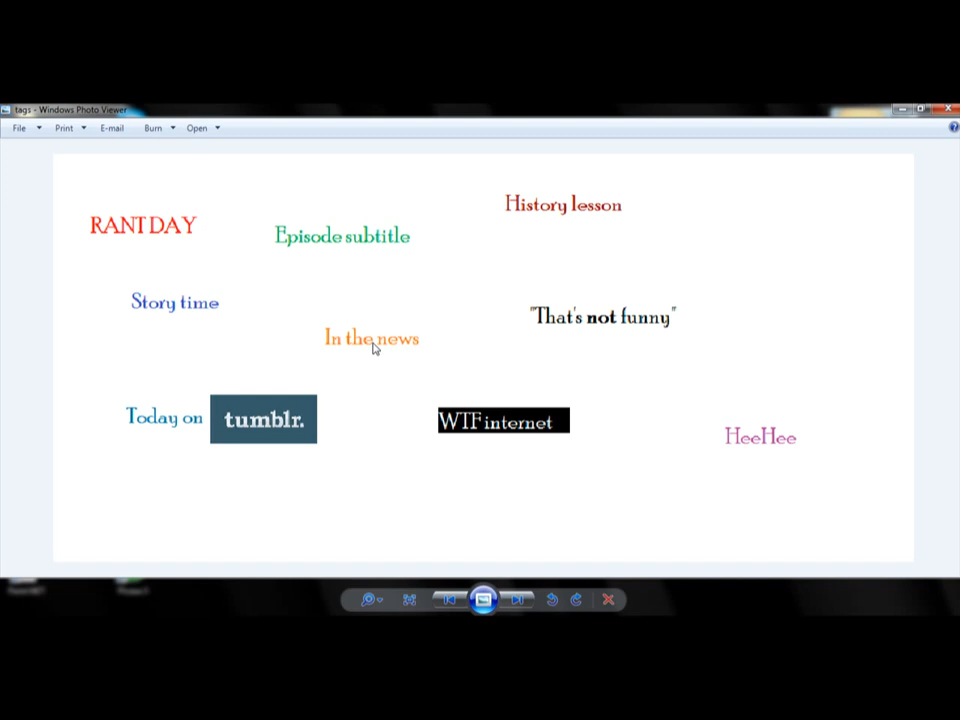 tags - Windows Photo Viewer
File Print E-mail Burn Open
History lesson
RANT DAY
Episode subtitle
Story time
"That's not funny"
In the news
Today on tumblr.
WTF internet
HeeHee